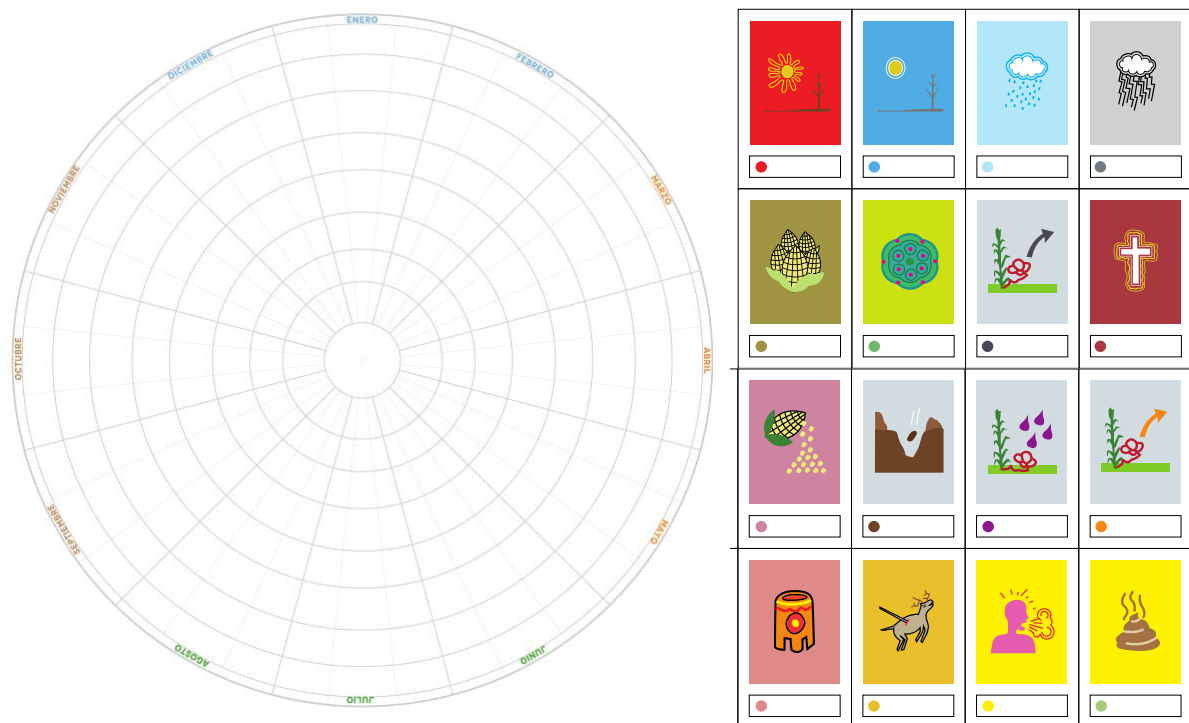 ENERO
FEBRERO
MARZO
ABRIL
MAYO
JUNIO
JULIO
AGOSTO
SEPTIEMBRE
OCTUBRE
NOVIEMBRE
DICIEMBRE